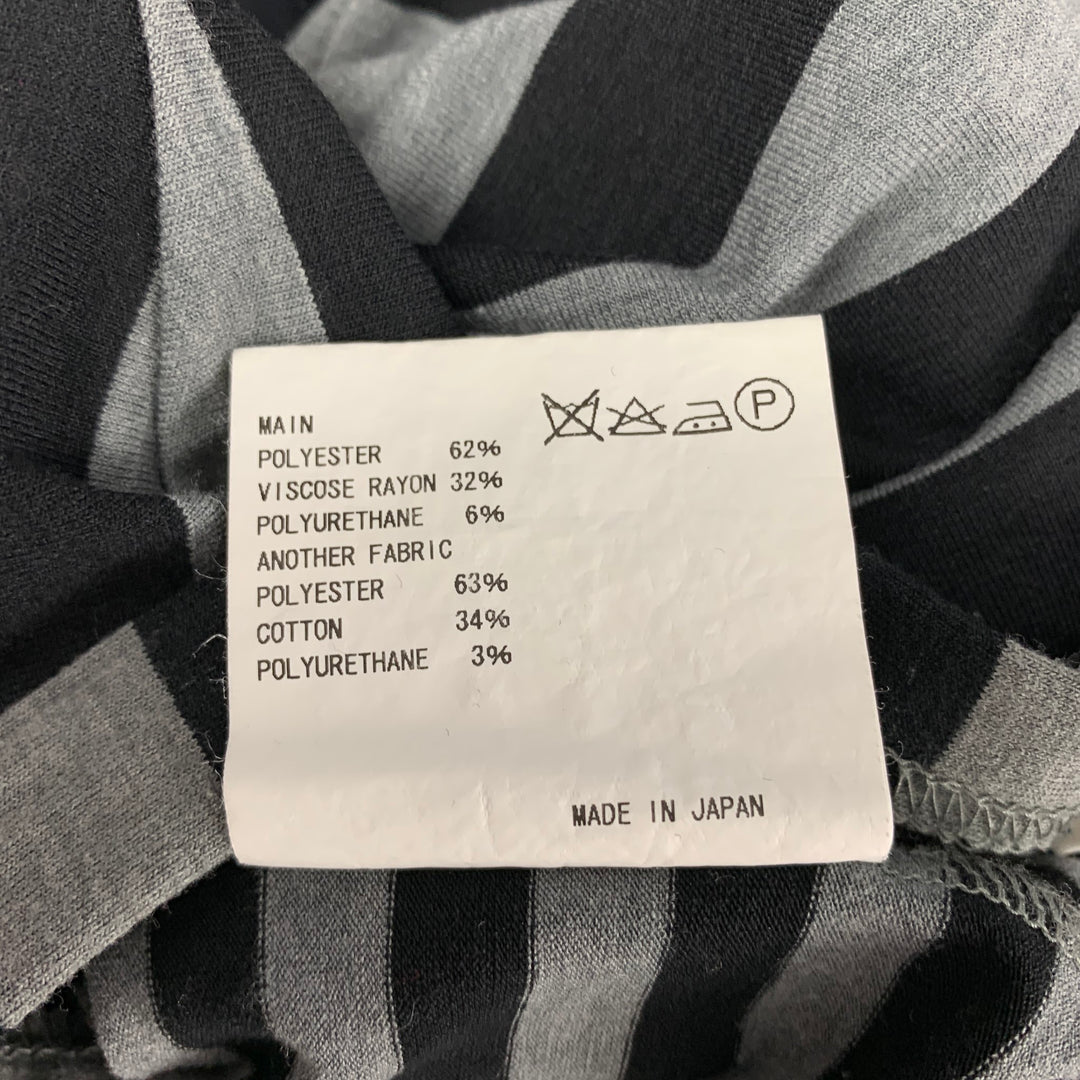 MAIN
POLYESTER 62%
VISCOSE RAYON 32%
POLYURETHANE 6%
ANOTHER FABRIC
POLYESTER 63%
COTTON 34%
POLYURETHANE 3%
P
MADE IN JAPAN